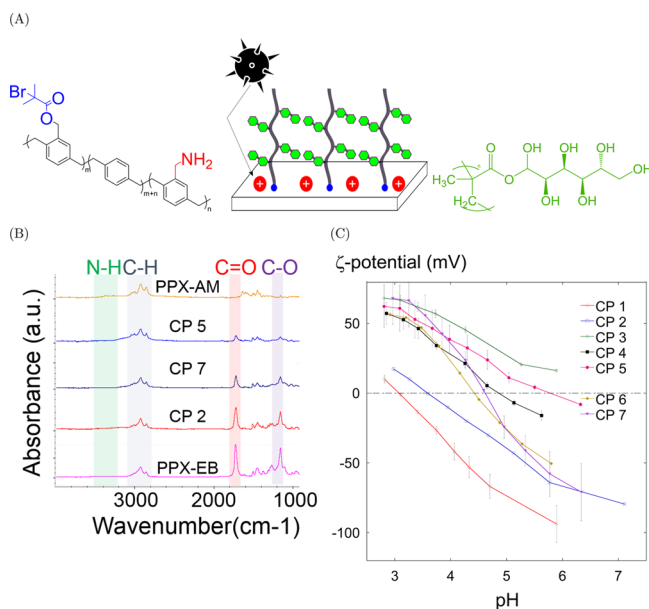 (A)
Br
O
O
m
m+n
n
NH2
+
+
+
+
CH3
H2C
O
O
OH
OH
OH
OH
OH
OH
(B)
N-H
C-H
C=O
C-O
PPX-AM
CP 5
CP 7
CP 2
PPX-EB
Absorbance (a.u.)
3000
2000
1000
Wavenumber(cm-1)
(C)
ζ-potential (mV)
50
0
-50
-100
3
4
5
6
7
pH
CP 1
CP 2
CP 3
CP 4
CP 5
CP 6
CP 7